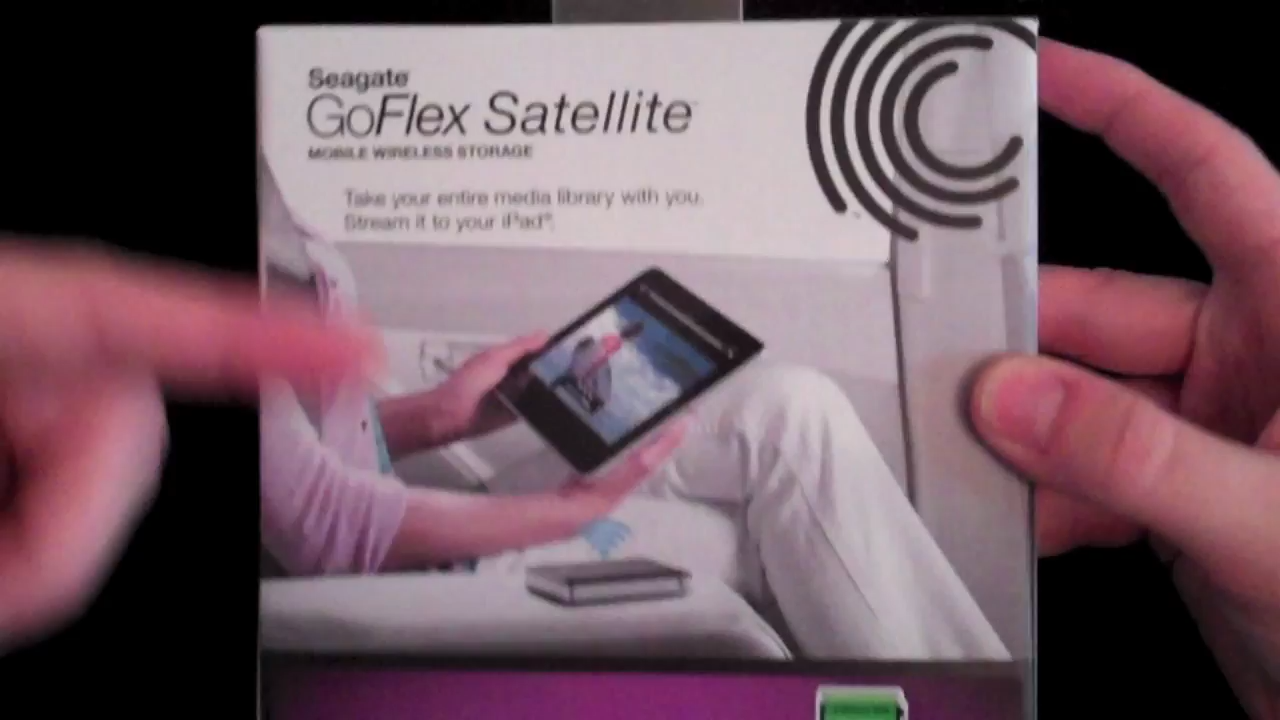 Seagate
GoFlex Satellite
MOBILE WIRELESS STORAGE
Take your entire media library with you.
Stream it to your iPad®.